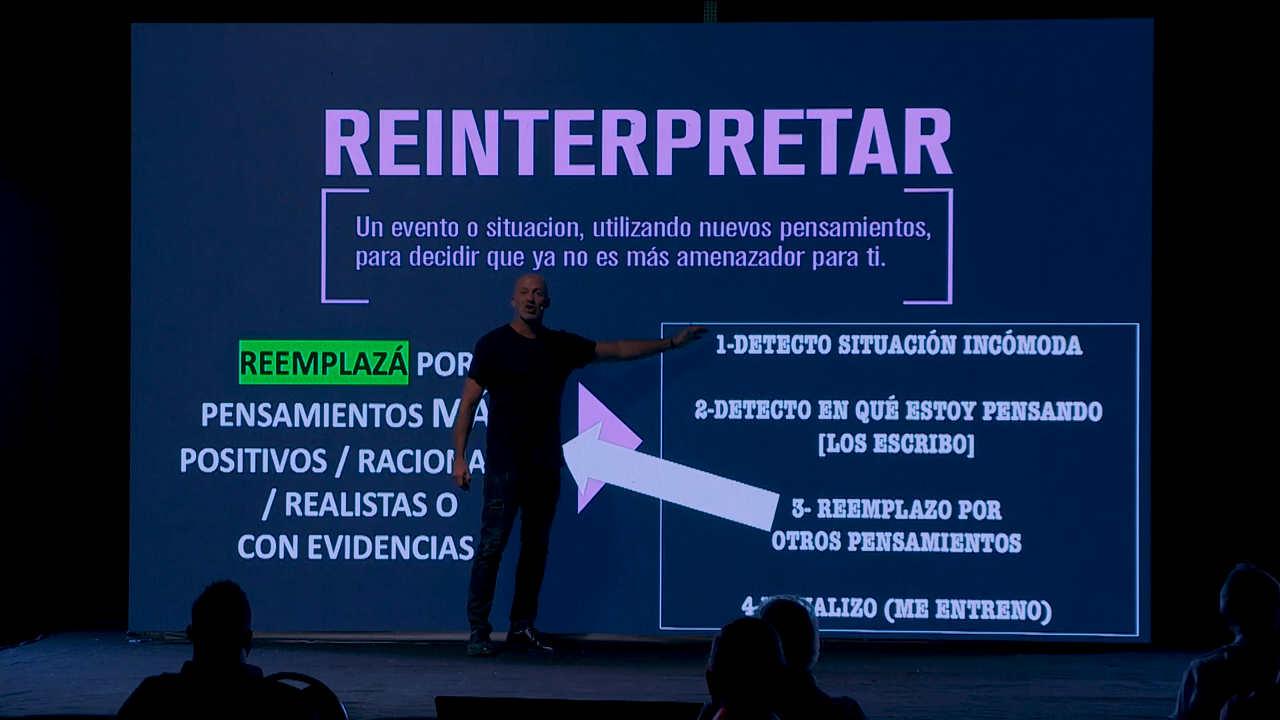 REINTERPRETAR
Un evento o situacion, utilizando nuevos pensamientos,
para decidir que ya no es más amenazador para ti.
REEMPLAZÁ POR
PENSAMIENTOS
POSITIVOS /
/ REALISTAS O
CON EVIDENCIAS
1-DETECTO SITUACIÓN INCÓMODA
2-DETECTO EN QUÉ ESTOY PENSANDO
[LOS ESCRIBO]
3- REEMPLAZO POR
OTROS PENSAMIENTOS
(ME ENTRENO)